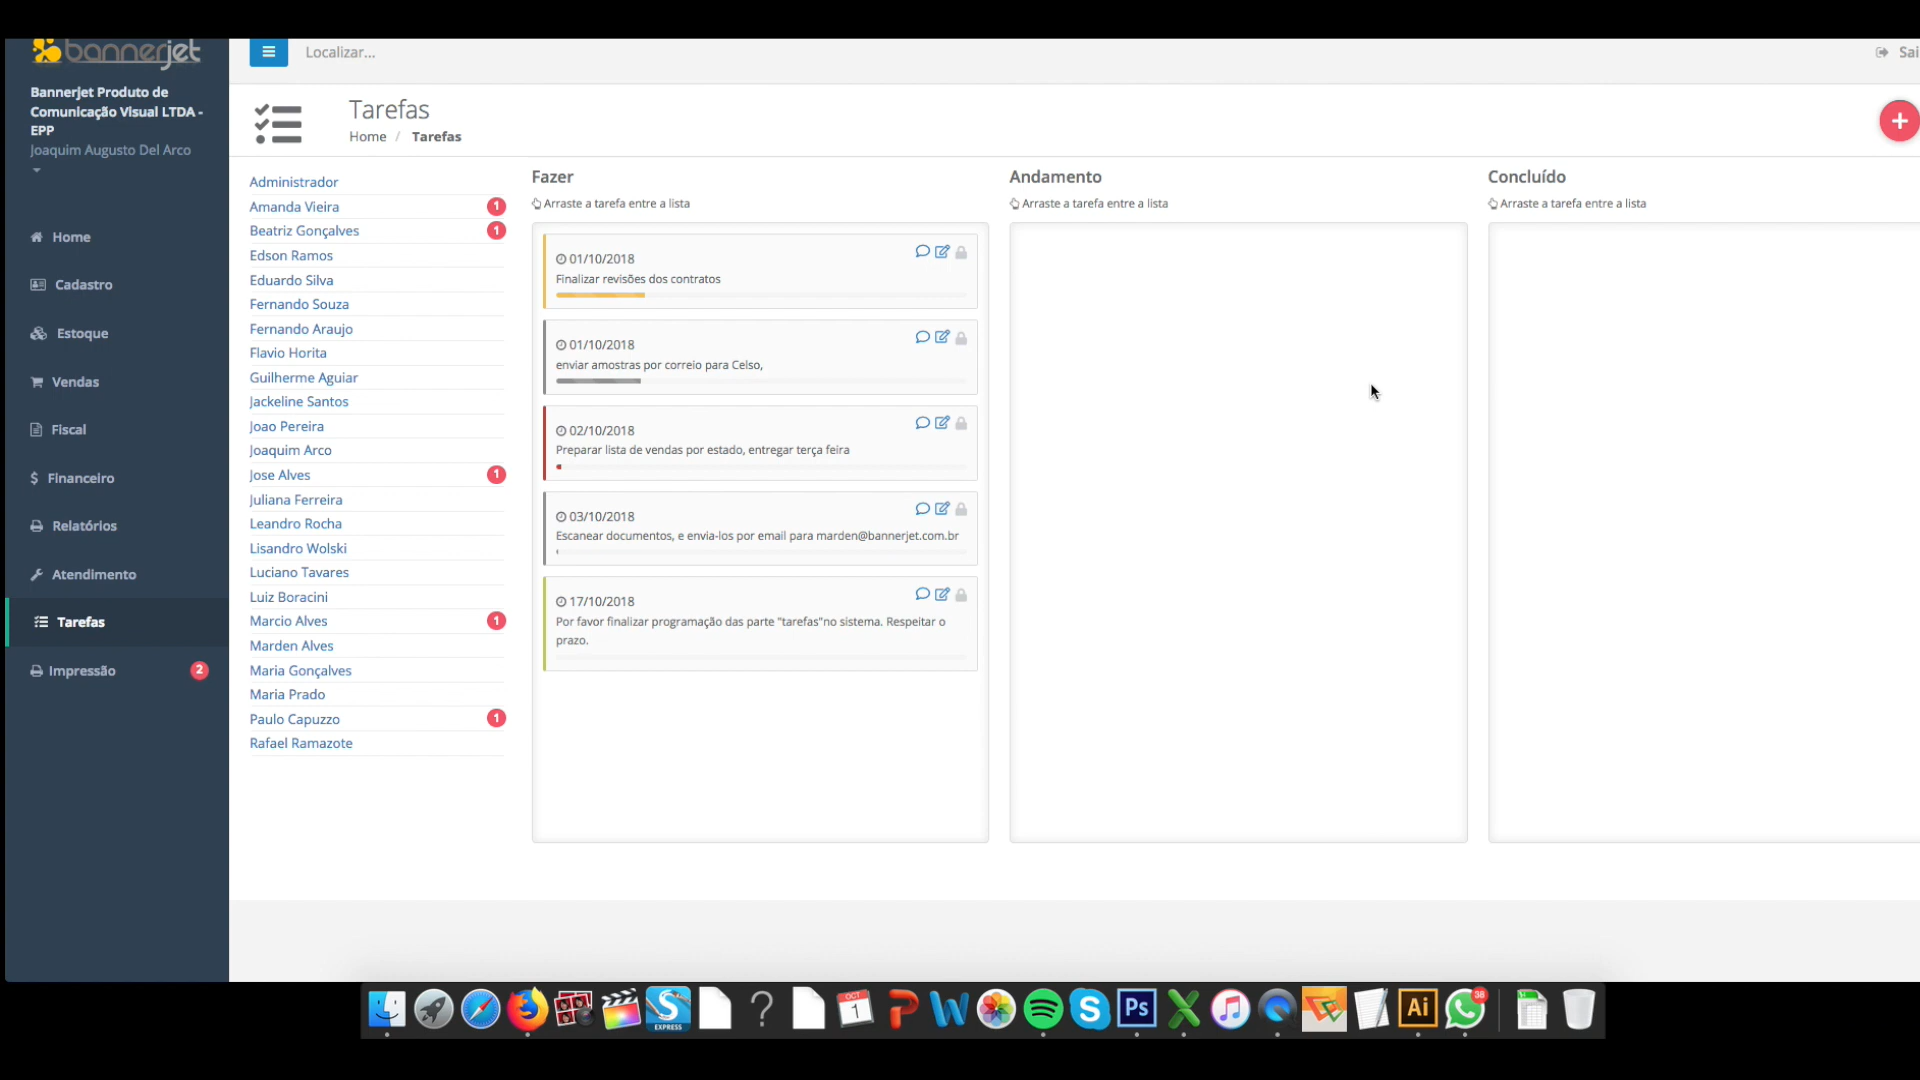 bannerjet
Localizar...
Sai
Bannerjet Produto de
Comunicação Visual LTDA -
EPP
Joaquim Augusto Del Arco
Home
Cadastro
Estoque
Vendas
Fiscal
Financeiro
Relatórios
Atendimento
Tarefas
Impressão 2
Tarefas
Home / Tarefas
Administrador
Amanda Vieira 1
Beatriz Gonçalves 1
Edson Ramos
Eduardo Silva
Fernando Souza
Fernando Araujo
Flavio Horita
Guilherme Aguiar
Jackeline Santos
Joao Pereira
Joaquim Arco
Jose Alves 1
Juliana Ferreira
Leandro Rocha
Lisandro Wolski
Luciano Tavares
Luiz Boracini
Marcio Alves 1
Marden Alves
Maria Gonçalves
Maria Prado
Paulo Capuzzo 1
Rafael Ramazote
Fazer
Arraste a tarefa entre a lista
01/10/2018
Finalizar revisões dos contratos
01/10/2018
enviar amostras por correio para Celso,
02/10/2018
Preparar lista de vendas por estado, entregar terça feira
03/10/2018
Escanear documentos, e envia-los por email para marden@bannerjet.com.br
17/10/2018
Por favor finalizar programação das parte "tarefas"no sistema. Respeitar o
prazo.
Andamento
Arraste a tarefa entre a lista
Concluído
Arraste a tarefa entre a lista
S
EXPRESS
?
OCT
1
P
W
S
Ps
X
Ai
38